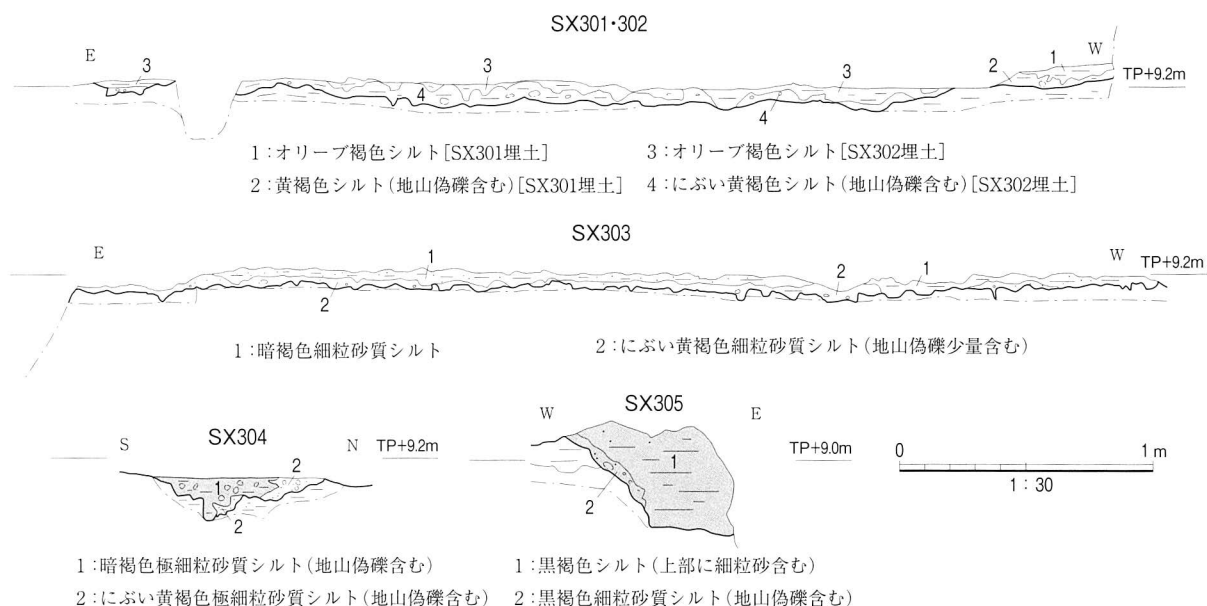 SX301・302
E
3
3
3
2
1
W
TP+9.2m
4
4
1：オリーブ褐色シルト[SX301埋土]
3：オリーブ褐色シルト[SX302埋土]
2：黄褐色シルト(地山偽礫含む)[SX301埋土]
4：にぶい黄褐色シルト(地山偽礫含む)[SX302埋土]
SX303
E
1
2
1
W
TP+9.2m
2
1：暗褐色細粒砂質シルト
2：にぶい黄褐色細粒砂質シルト(地山偽礫少量含む)
S
SX304
N
TP+9.2m
2
1
2
1：暗褐色極細粒砂質シルト(地山偽礫含む)
2：にぶい黄褐色極細粒砂質シルト(地山偽礫含む)
SX305
W
E
TP+9.0m
1
2
1：黒褐色シルト(上部に細粒砂含む)
2：黒褐色細粒砂質シルト(地山偽礫含む)
0
1 m
1：30